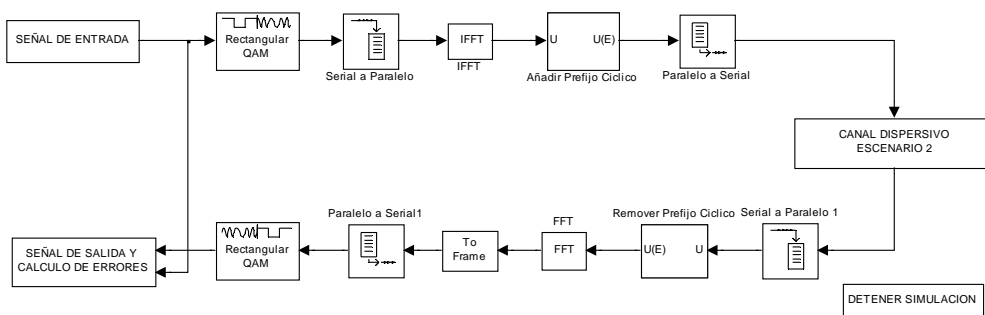 SEÑAL DE ENTRADA
Rectangular
QAM
Serial a Paralelo
IFFT
IFFT
U
U(E)
Añadir Prefijo Ciclico
Paralelo a Serial
CANAL DISPERSIVO
ESCENARIO 2
SEÑAL DE SALIDA Y
CALCULO DE ERRORES
Rectangular
QAM
Paralelo a Serial1
To
Frame
FFT
FFT
Remover Prefijo Ciclico
U(E)
U
Serial a Paralelo 1
DETENER SIMULACION